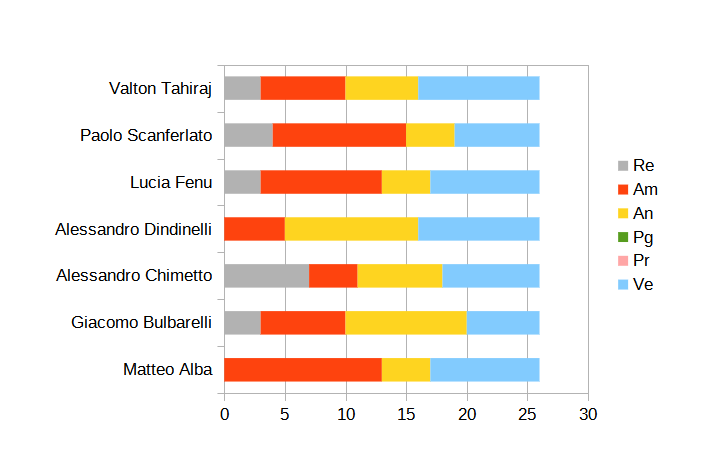 Valton Tahiraj
Paolo Scanferlato
Lucia Fenu
Alessandro Dindinelli
Alessandro Chimetto
Giacomo Bulbarelli
Matteo Alba
0 5 10 15 20 25 30
Re
Am
An
Pg
Pr
Ve